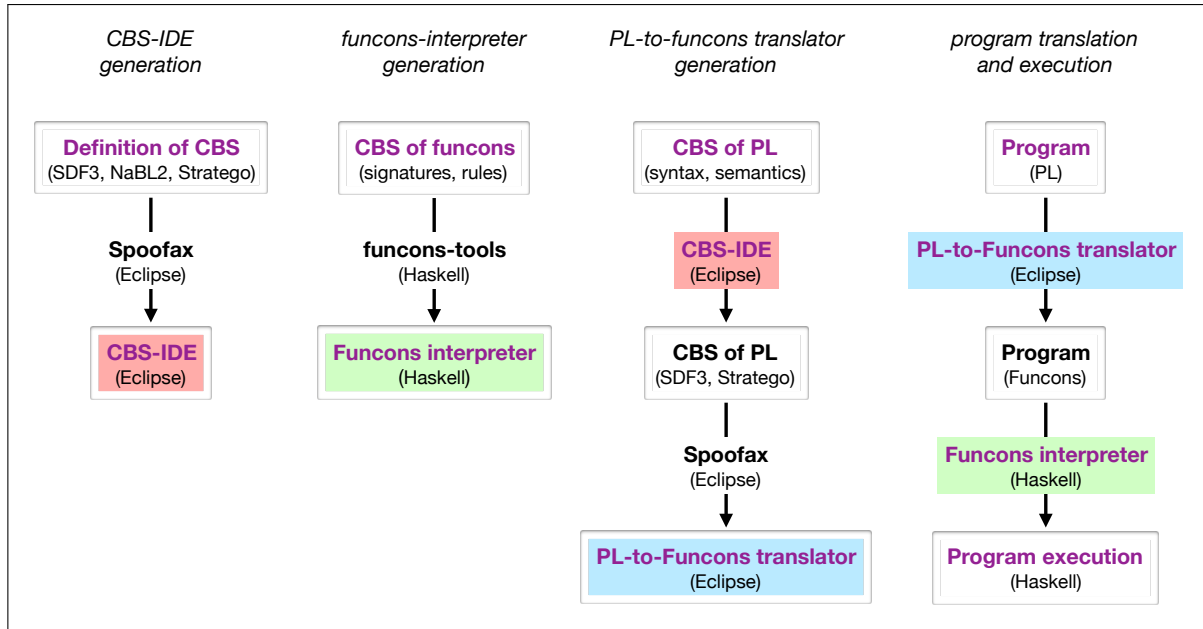 CBS-IDE
generation
Definition of CBS
(SDF3, NaBL2, Stratego)
Spoofax
(Eclipse)
CBS-IDE
(Eclipse)
funcons-interpreter
generation
CBS of funcons
(signatures, rules)
funcons-tools
(Haskell)
Funcons interpreter
(Haskell)
PL-to-funcons translator
generation
CBS of PL
(syntax, semantics)
CBS-IDE
(Eclipse)
CBS of PL
(SDF3, Stratego)
Spoofax
(Eclipse)
PL-to-Funcons translator
(Eclipse)
program translation
and execution
Program
(PL)
PL-to-Funcons translator
(Eclipse)
Program
(Funcons)
Funcons interpreter
(Haskell)
Program execution
(Haskell)